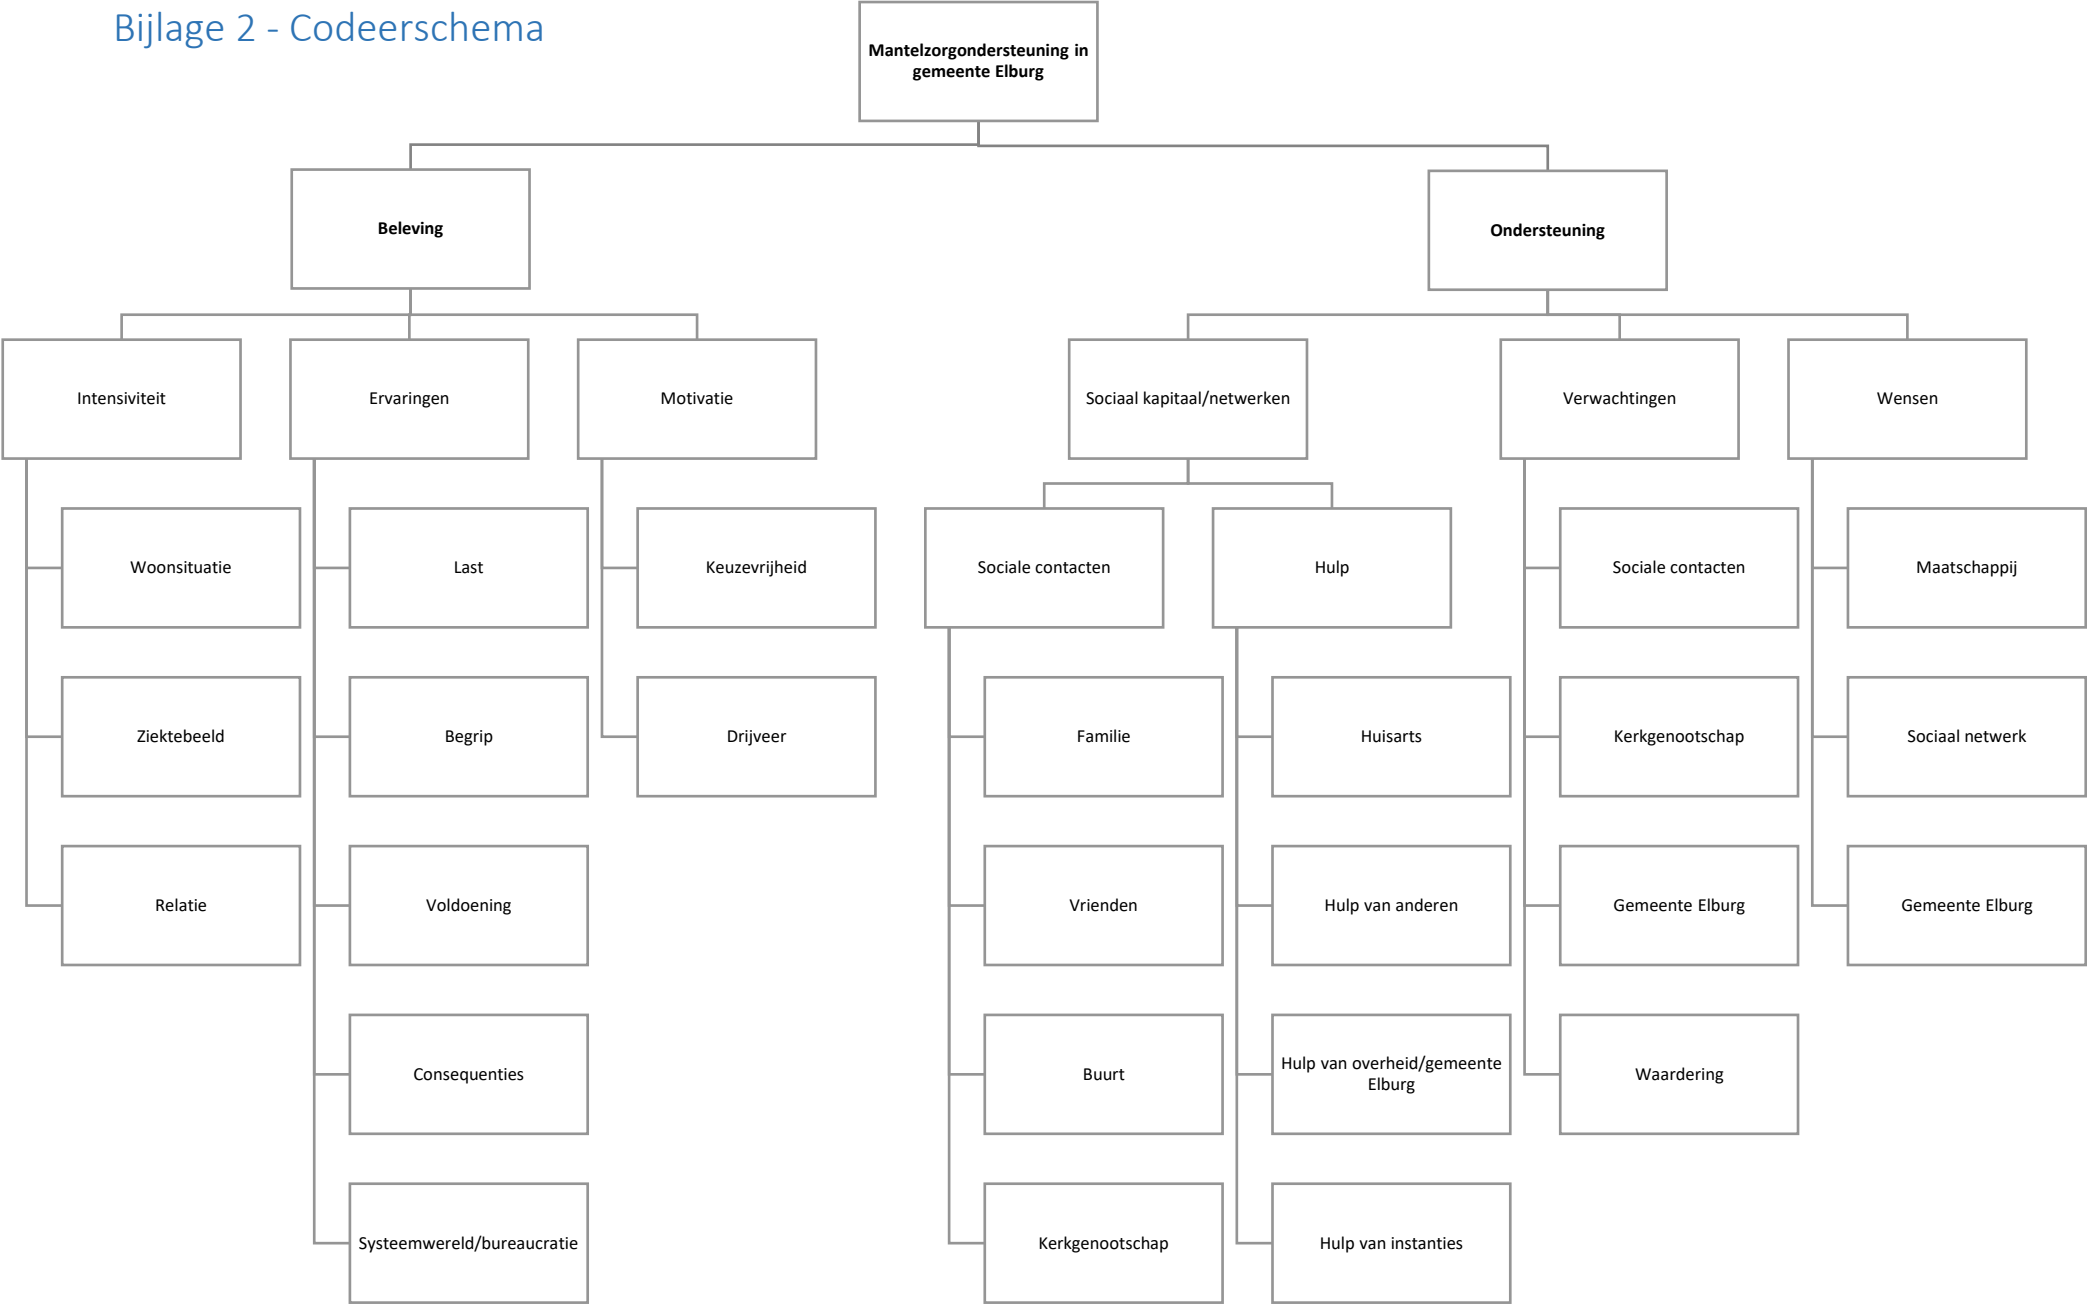 Bijlage 2 - Codeerschema
Mantelzorgondersteuning in
gemeente Elburg
Beleving
Ondersteuning
Intensiviteit
Ervaringen
Motivatie
Sociaal kapitaal/netwerken
Verwachtingen
Wensen
Woonsituatie
Last
Keuzevrijheid
Sociale contacten
Hulp
Sociale contacten
Maatschappij
Ziektebeeld
Begrip
Drijveer
Familie
Huisarts
Kerkgenootschap
Sociaal netwerk
Relatie
Voldoening
Vrienden
Hulp van anderen
Gemeente Elburg
Gemeente Elburg
Consequenties
Buurt
Hulp van overheid/gemeente
Elburg
Waardering
Systeemwereld/bureaucratie
Kerkgenootschap
Hulp van instanties